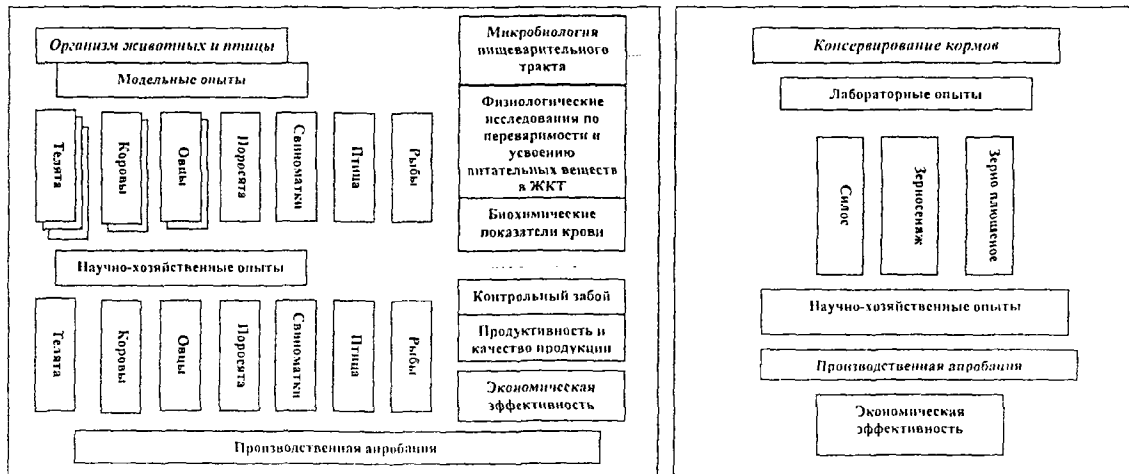 Организм животных и птицы
Модельные опыты
Телята
Коровы
Овцы
Поросята
Свиноматки
Птица
Рыбы
Научно-хозяйственные опыты
Телята
Коровы
Овцы
Поросята
Свиноматки
Птица
Рыбы
Производственная апробания
Микробиология
пищеварительного
тракта
Физиологические
исследования по
переваримости и
усвоению
питательных веществ
в ЖКТ
Биохимические
показатели крови
Контрольный забой
Продуктивность и
качество продукции
Экономическая
эффективность
Консервирование кормов
Лабораторные опыты
Силос
Зерносенаж
Зерно плющеное
Научно-хозяйственные опыты
Производственная апробания
Экономическая
эффективность